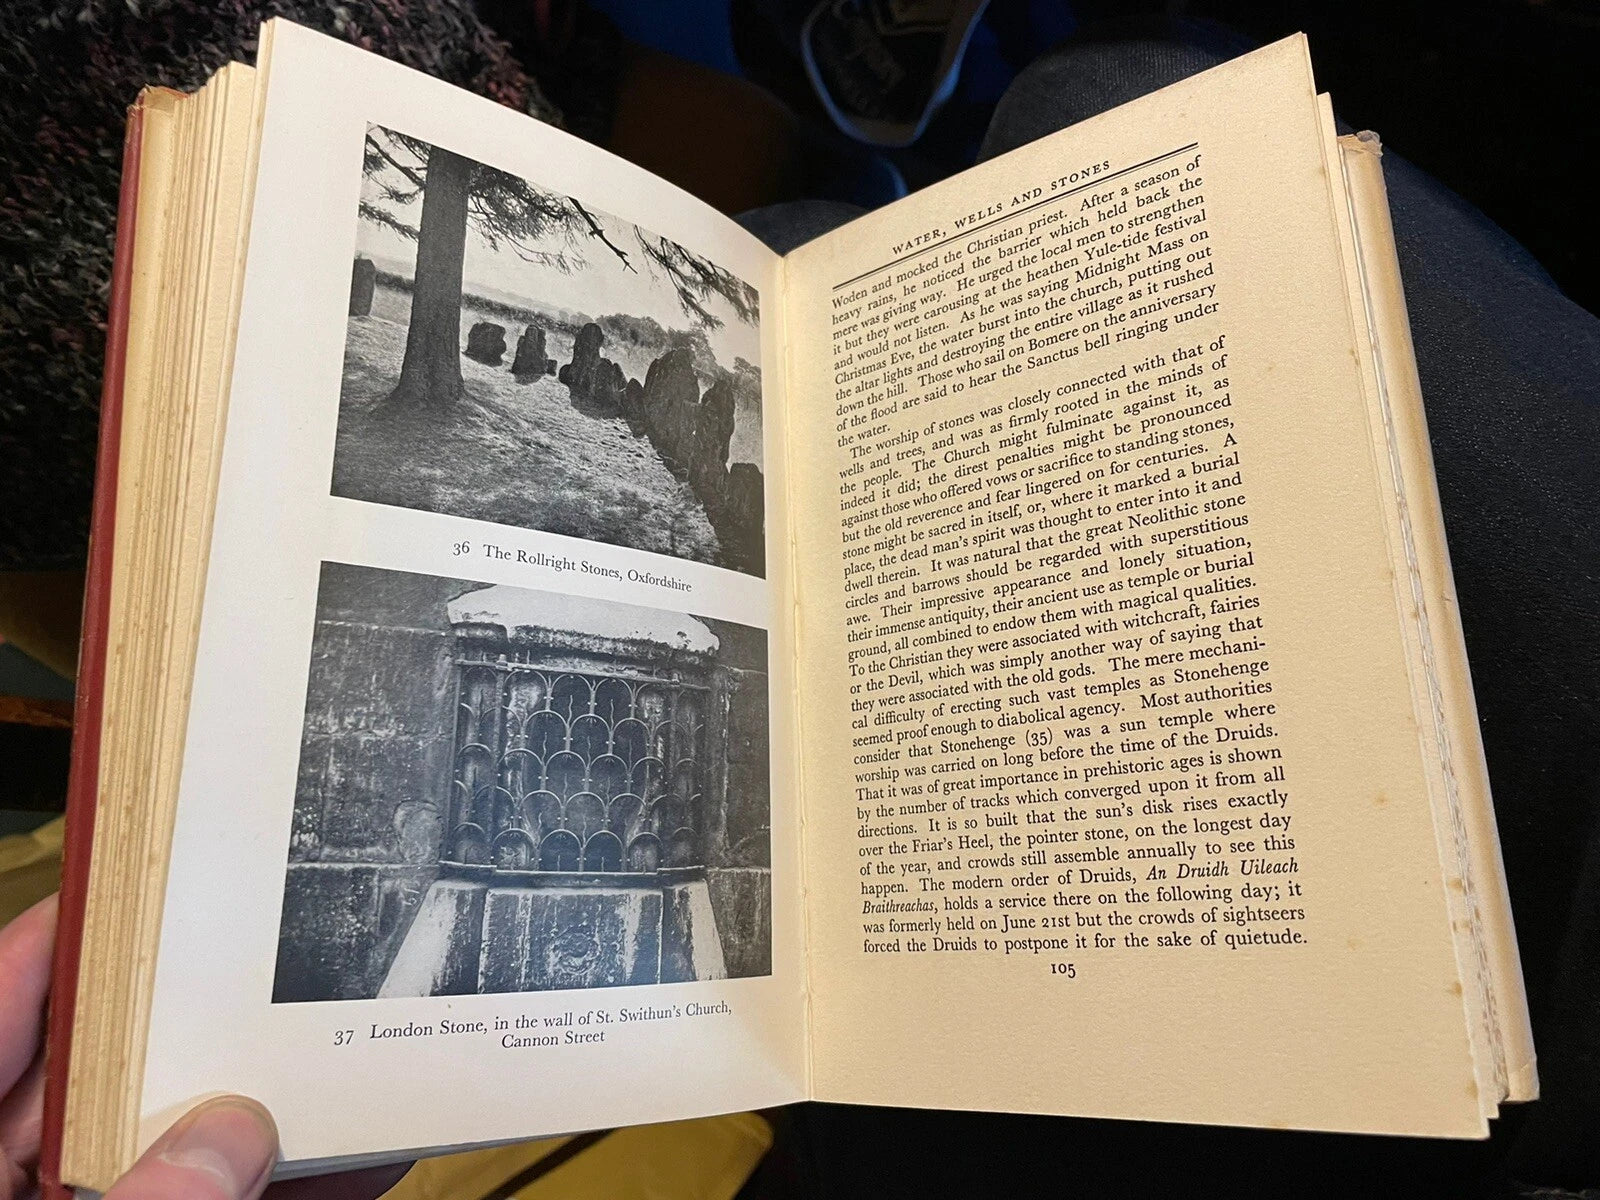 36 The Rollright Stones, Oxfordshire
37 London Stone, in the wall of St. Swithun's Church,
Cannon Street
WATER, WELLS AND STONES
Woden and mocked the Christian priest. After a season of
heavy rains, he noticed the barrier which held back the
mere was giving way. He urged the local men to strengthen
it but they were carousing at the heathen Yule-tide festival
and would not listen. As he was saying Midnight Mass on
Christmas Eve, the water burst into the church, putting out
the altar lights and destroying the entire village as it rushed
down the hill. Those who sail on Bomere on the anniversary
of the flood are said to hear the Sanctus bell ringing under
the water.
The worship of stones was closely connected with that of
wells and trees, and was as firmly rooted in the minds of
the people. The Church might fulminate against it, as
indeed it did; the direst penalties might be pronounced
against those who offered vows or sacrifice to standing stones,
but the old reverence and fear lingered on for centuries. A
stone might be sacred in itself, or, where it marked a burial
place, the dead man's spirit was thought to enter into it and
dwell therein. It was natural that the great Neolithic stone
circles and barrows should be regarded with superstitious
awe. Their impressive appearance and lonely situation,
their immense antiquity, their ancient use as temple or burial
ground, all combined to endow them with magical qualities.
To the Christian they were associated with witchcraft, fairies
or the Devil, which was simply another way of saying that
they were associated with the old gods. The mere mechani-
cal difficulty of erecting such vast temples as Stonehenge
seemed proof enough to diabolical agency. Most authorities
consider that Stonehenge (35) was a sun temple where
worship was carried on long before the time of the Druids.
That it was of great importance in prehistoric ages is shown
by the number of tracks which converged upon it from all
directions. It is so built that the sun's disk rises exactly
over the Friar's Heel, the pointer stone, on the longest day
of the year, and crowds still assemble annually to see this
happen. The modern order of Druids, An Druidh Uileach
Braithreachas, holds a service there on the following day; it
was formerly held on June 21st but the crowds of sightseers
forced the Druids to postpone it for the sake of quietude.
105